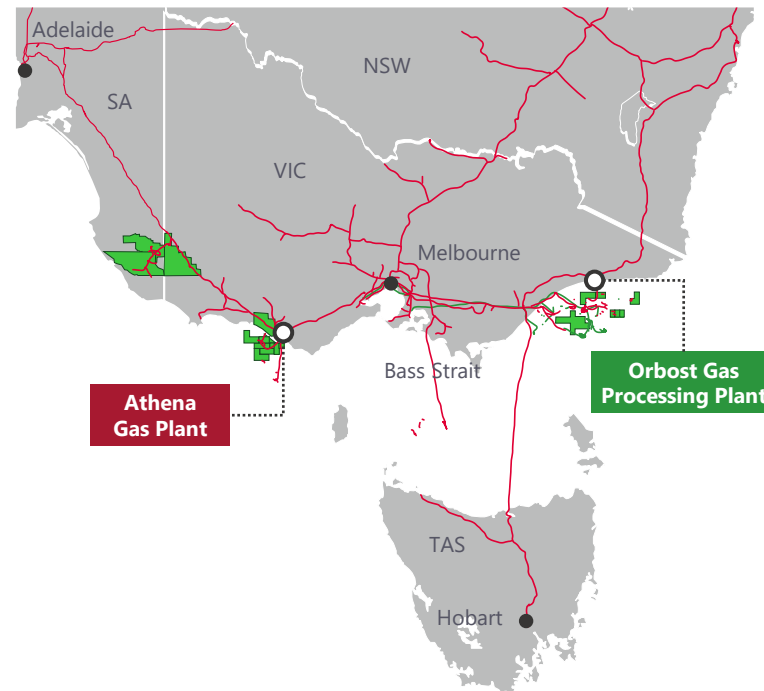 Adelaide
NSW
SA
VIC
Melbourne
Bass Strait
Orbost Gas
Processing Plant
Athena
Gas Plant
TAS
Hobart